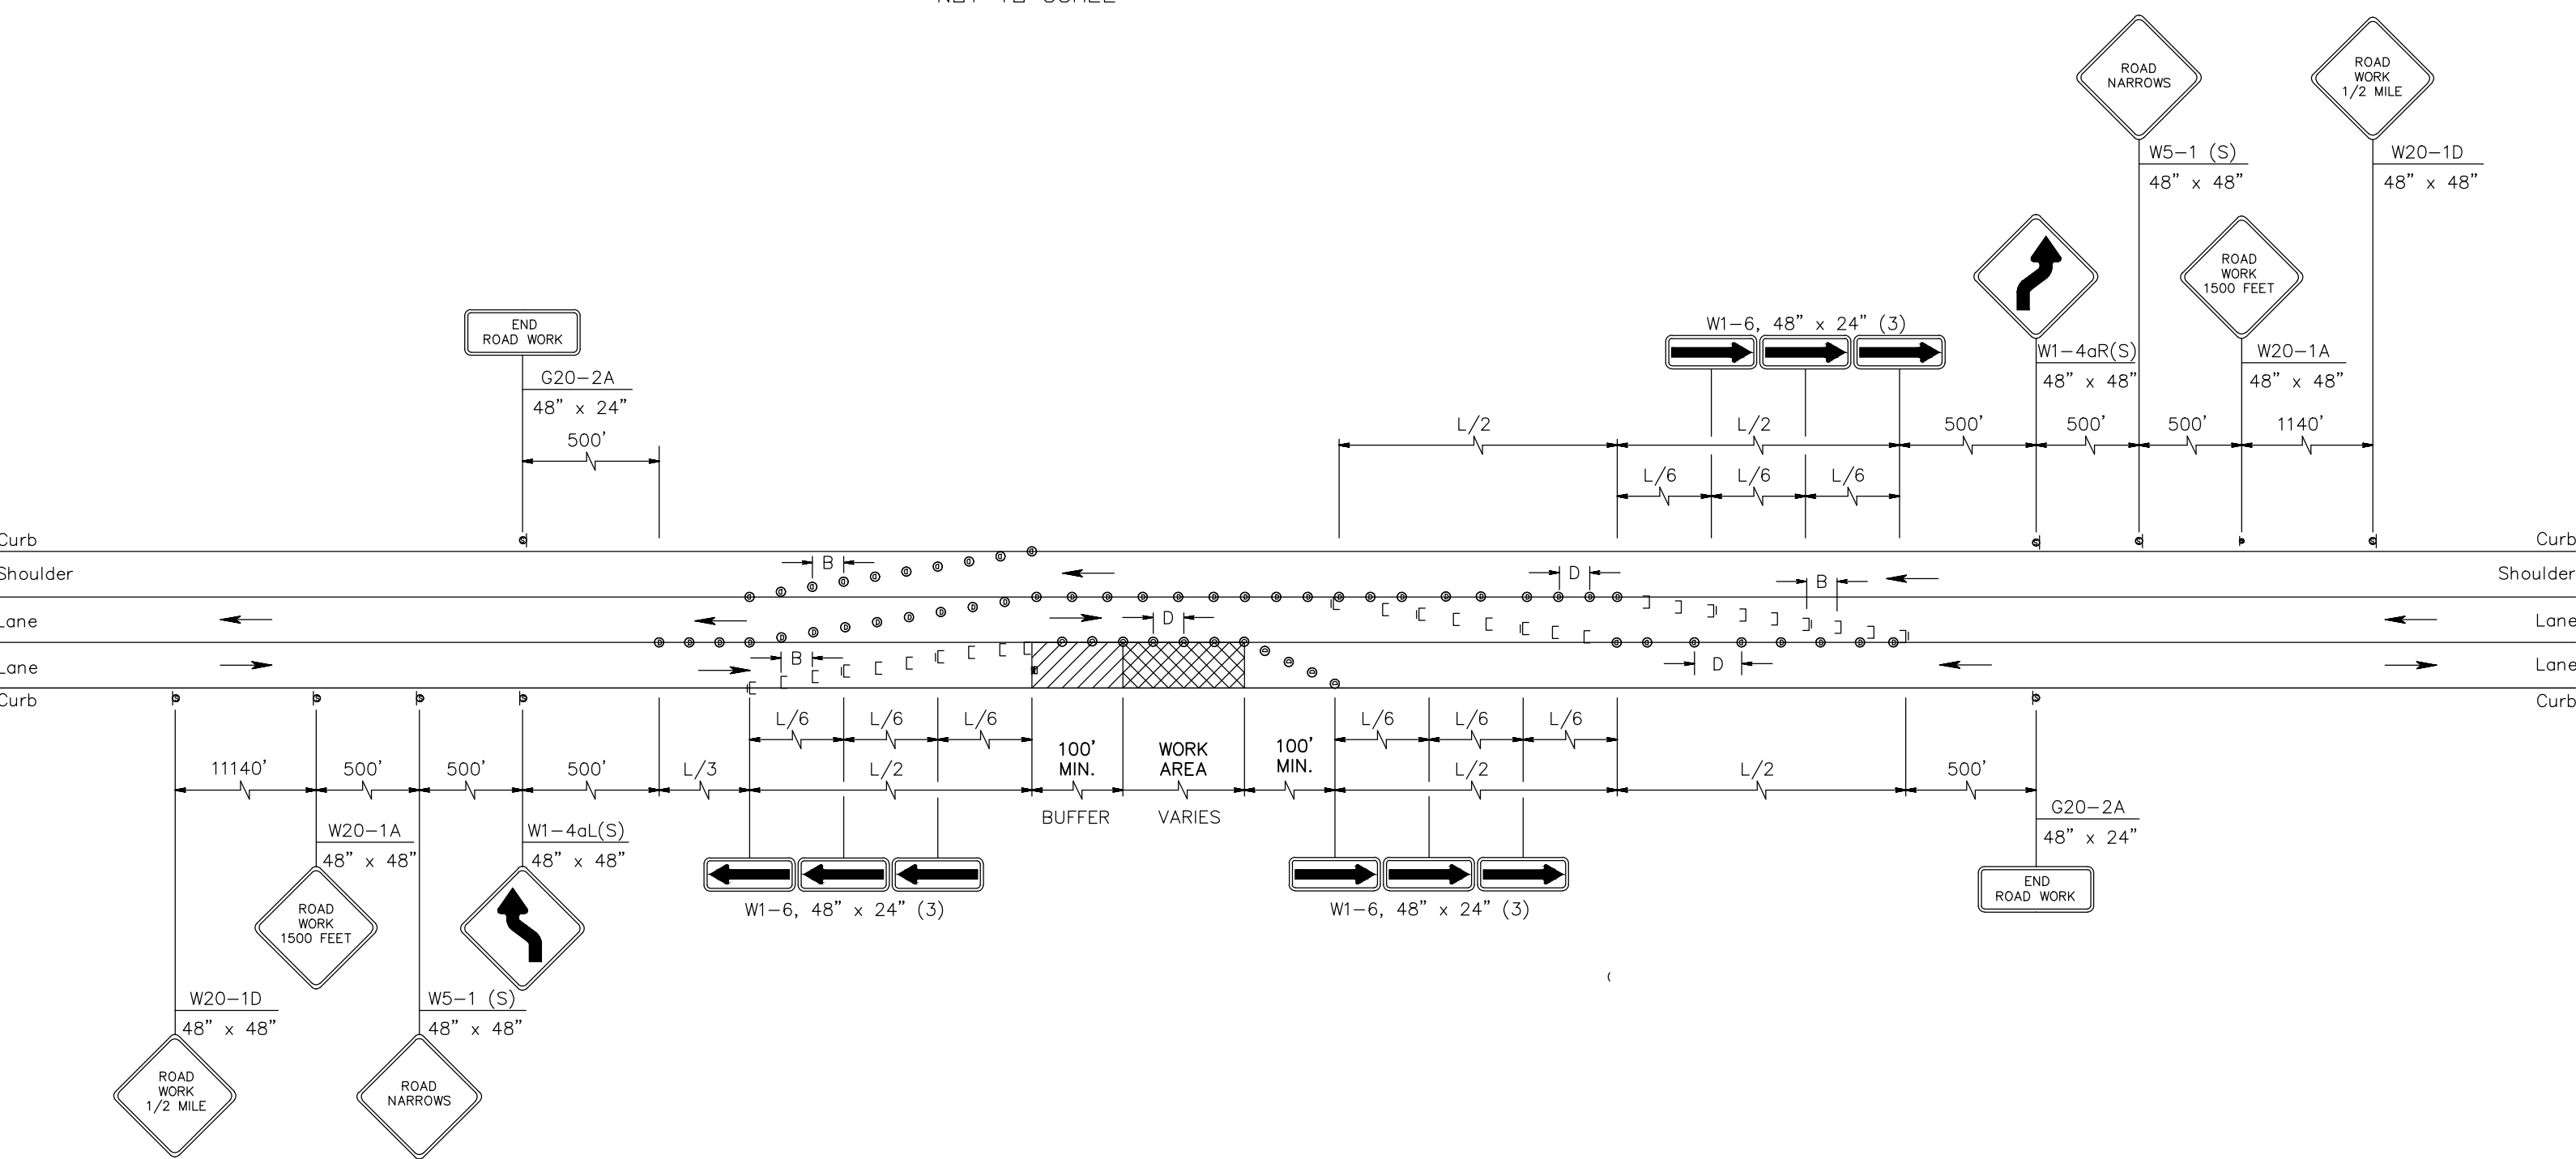 NOT TO SCALE
ROAD
NARROWS
ROAD
WORK
1/2 MILE
W5-1 (S)
48" x 48"
W20-1D
48" x 48"
ROAD
WORK
1500 FEET
END
ROAD WORK
W1-6, 48" x 24" (3)
W1-4aR(S)
48" x 48"
W20-1A
48" x 48"
G20-2A
48" x 24"
500'
L/2
L/2
500'
500'
500'
1140'
L/6
L/6
L/6
Curb
Curb
B
Shoulder
D
B
Shoulder
Lane
D
Lane
Lane
B
D
Lane
Curb
Curb
L/6
L/6
L/6
100'
MIN.
WORK
AREA
100'
MIN.
L/6
L/6
L/6
11140'
500'
500'
500'
L/3
L/2
L/2
L/2
500'
BUFFER
VARIES
G20-2A
48" x 24"
W20-1A
48" x 48"
W1-4aL(S)
48" x 48"
END
ROAD WORK
W1-6, 48" x 24" (3)
W1-6, 48" x 24" (3)
ROAD
WORK
1500 FEET
W20-1D
48" x 48"
W5-1 (S)
48" x 48"
ROAD
WORK
1/2 MILE
ROAD
NARROWS